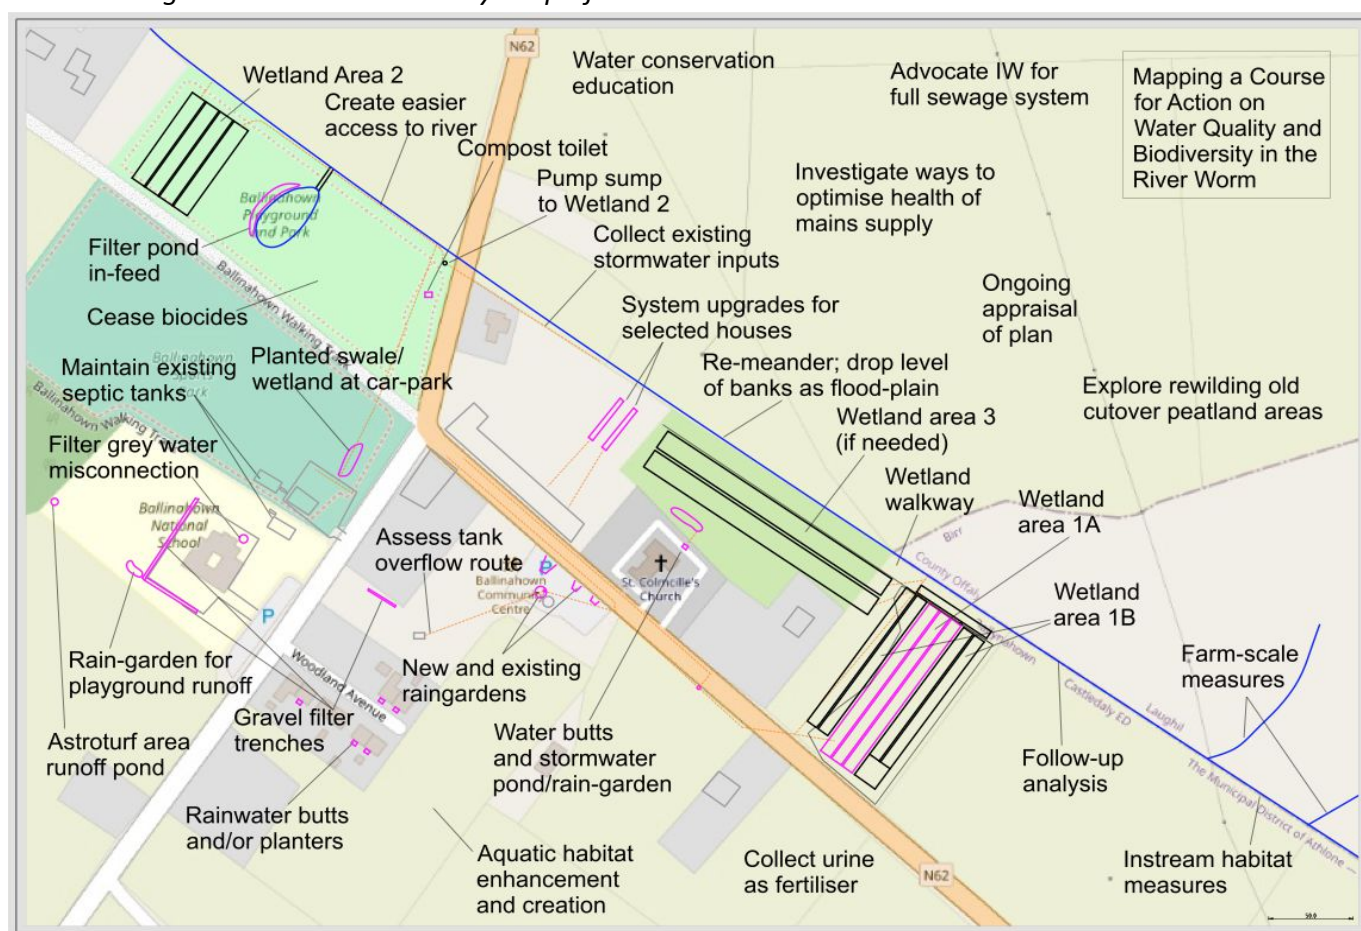 N62
Water conservation
education
Advocate IW for
full sewage system
Mapping a Course
for Action on
Water Quality and
Biodiversity in the
River Worm
Wetland Area 2
Create easier
access to river
Compost toilet
Pump sump
to Wetland 2
Investigate ways to
optimise health of
mains supply
Ballinahown
Playground
and Park
Filter pond
in-feed
Collect existing
stormwater inputs
Ballinahown Walking Track
Cease biocides
System upgrades for
selected houses
Ongoing
appraisal
of plan
Maintain existing
septic tanks
Planted swale/
wetland at car-park
Re-meander; drop level
of banks as flood-plain
Explore rewilding old
cutover peatland areas
Ballinahown Walking
Filter grey water
misconnection
Wetland area 3
(if needed)
Wetland
walkway
Wetland
area 1A
Ballinahown
National
School
Assess tank
overflow route
P
Ballinahown
Community
Centre
St. Colmcille's
Church
Birr
County Offaly
Wetland
area 1B
P
Rain-garden for
playground runoff
Woodland Avenue
New and existing
raingardens
Castledaly ED
Laughil
Farm-scale
measures
Gravel filter
trenches
Astroturf area
runoff pond
Water butts
and stormwater
pond/rain-garden
Follow-up
analysis
The Municipal District of Athlone
Rainwater butts
and/or planters
Aquatic habitat
enhancement
and creation
Collect urine
as fertiliser
N62
Instream habitat
measures
50.0